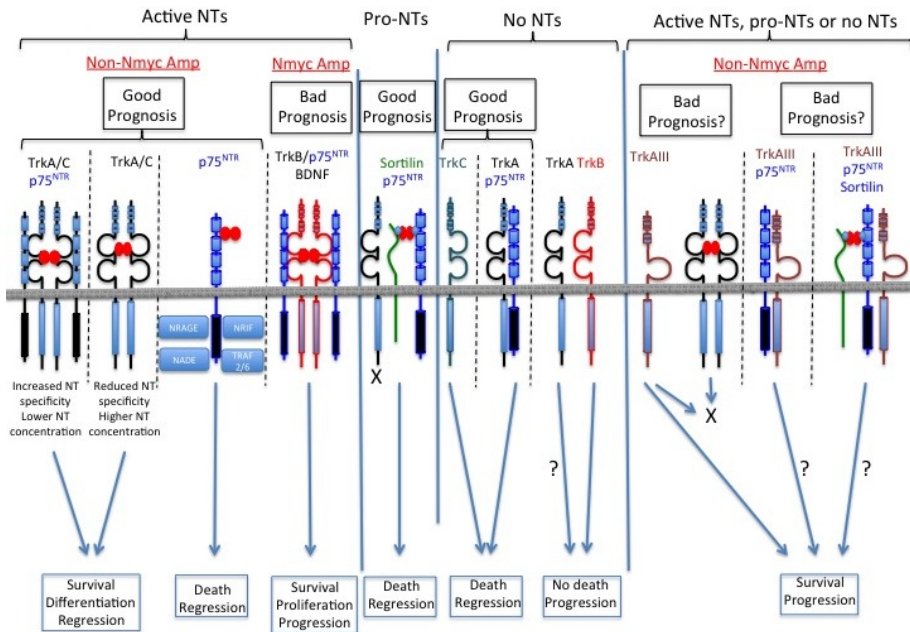 Active NTs
Pro-NTs
No NTs
Active NTs, pro-NTs or no NTs
Non-Nmyc Amp
Nmyc Amp
Non-Nmyc Amp
Good
Prognosis
Bad
Prognosis
Good
Prognosis
Good
Prognosis
Bad
Prognosis?
Bad
Prognosis?
TrkA/C
p75NTR
TrkA/C
p75NTR
TrkB/p75NTR
BDNF
Sortilin
p75NTR
TrkC
TrkA
p75NTR
TrkA TrkB
TrkAIII
TrkAIII
p75NTR
TrkAIII
p75NTR
Sortilin
NRAGE
NRIF
NADE
TRAF
2/6
Increased NT
specificity
Lower NT
concentration
Reduced NT
specificity
Higher NT
concentration
X
X
?
?
?
Survival
Differentiation
Regression
Death
Regression
Survival
Proliferation
Progression
Death
Regression
Death
Regression
No death
Progression
Survival
Progression